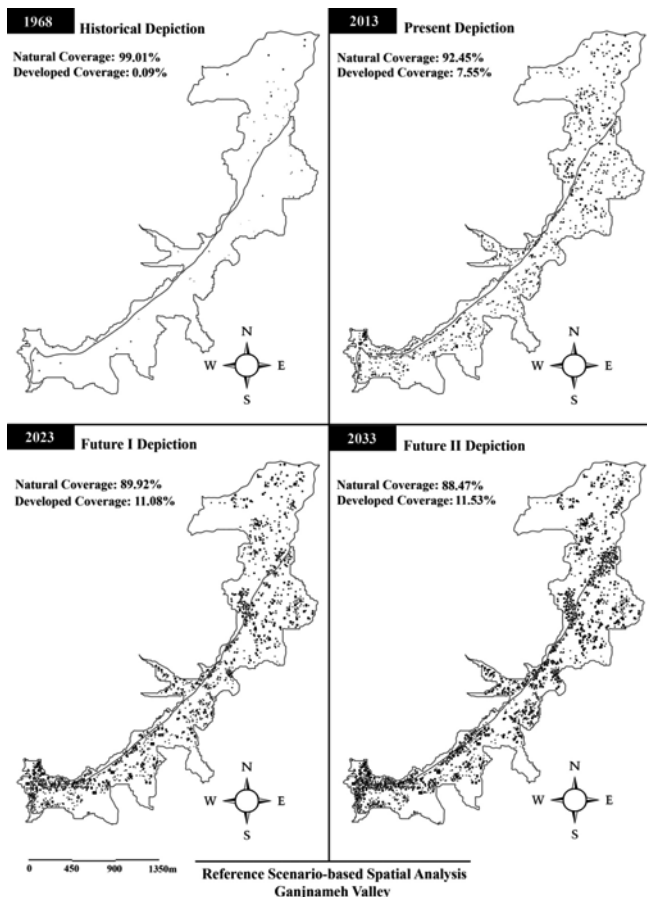 1968
Historical Depiction
Natural Coverage: 99.01%
Developed Coverage: 0.09%
N
W E
S
2013
Present Depiction
Natural Coverage: 92.45%
Developed Coverage: 7.55%
N
W E
S
2023
Future I Depiction
Natural Coverage: 89.92%
Developed Coverage: 11.08%
N
W E
S
2033
Future II Depiction
Natural Coverage: 88.47%
Developed Coverage: 11.53%
N
W E
S
0 450 900 1350m
Reference Scenario-based Spatial Analysis
Ganjnameh Valley